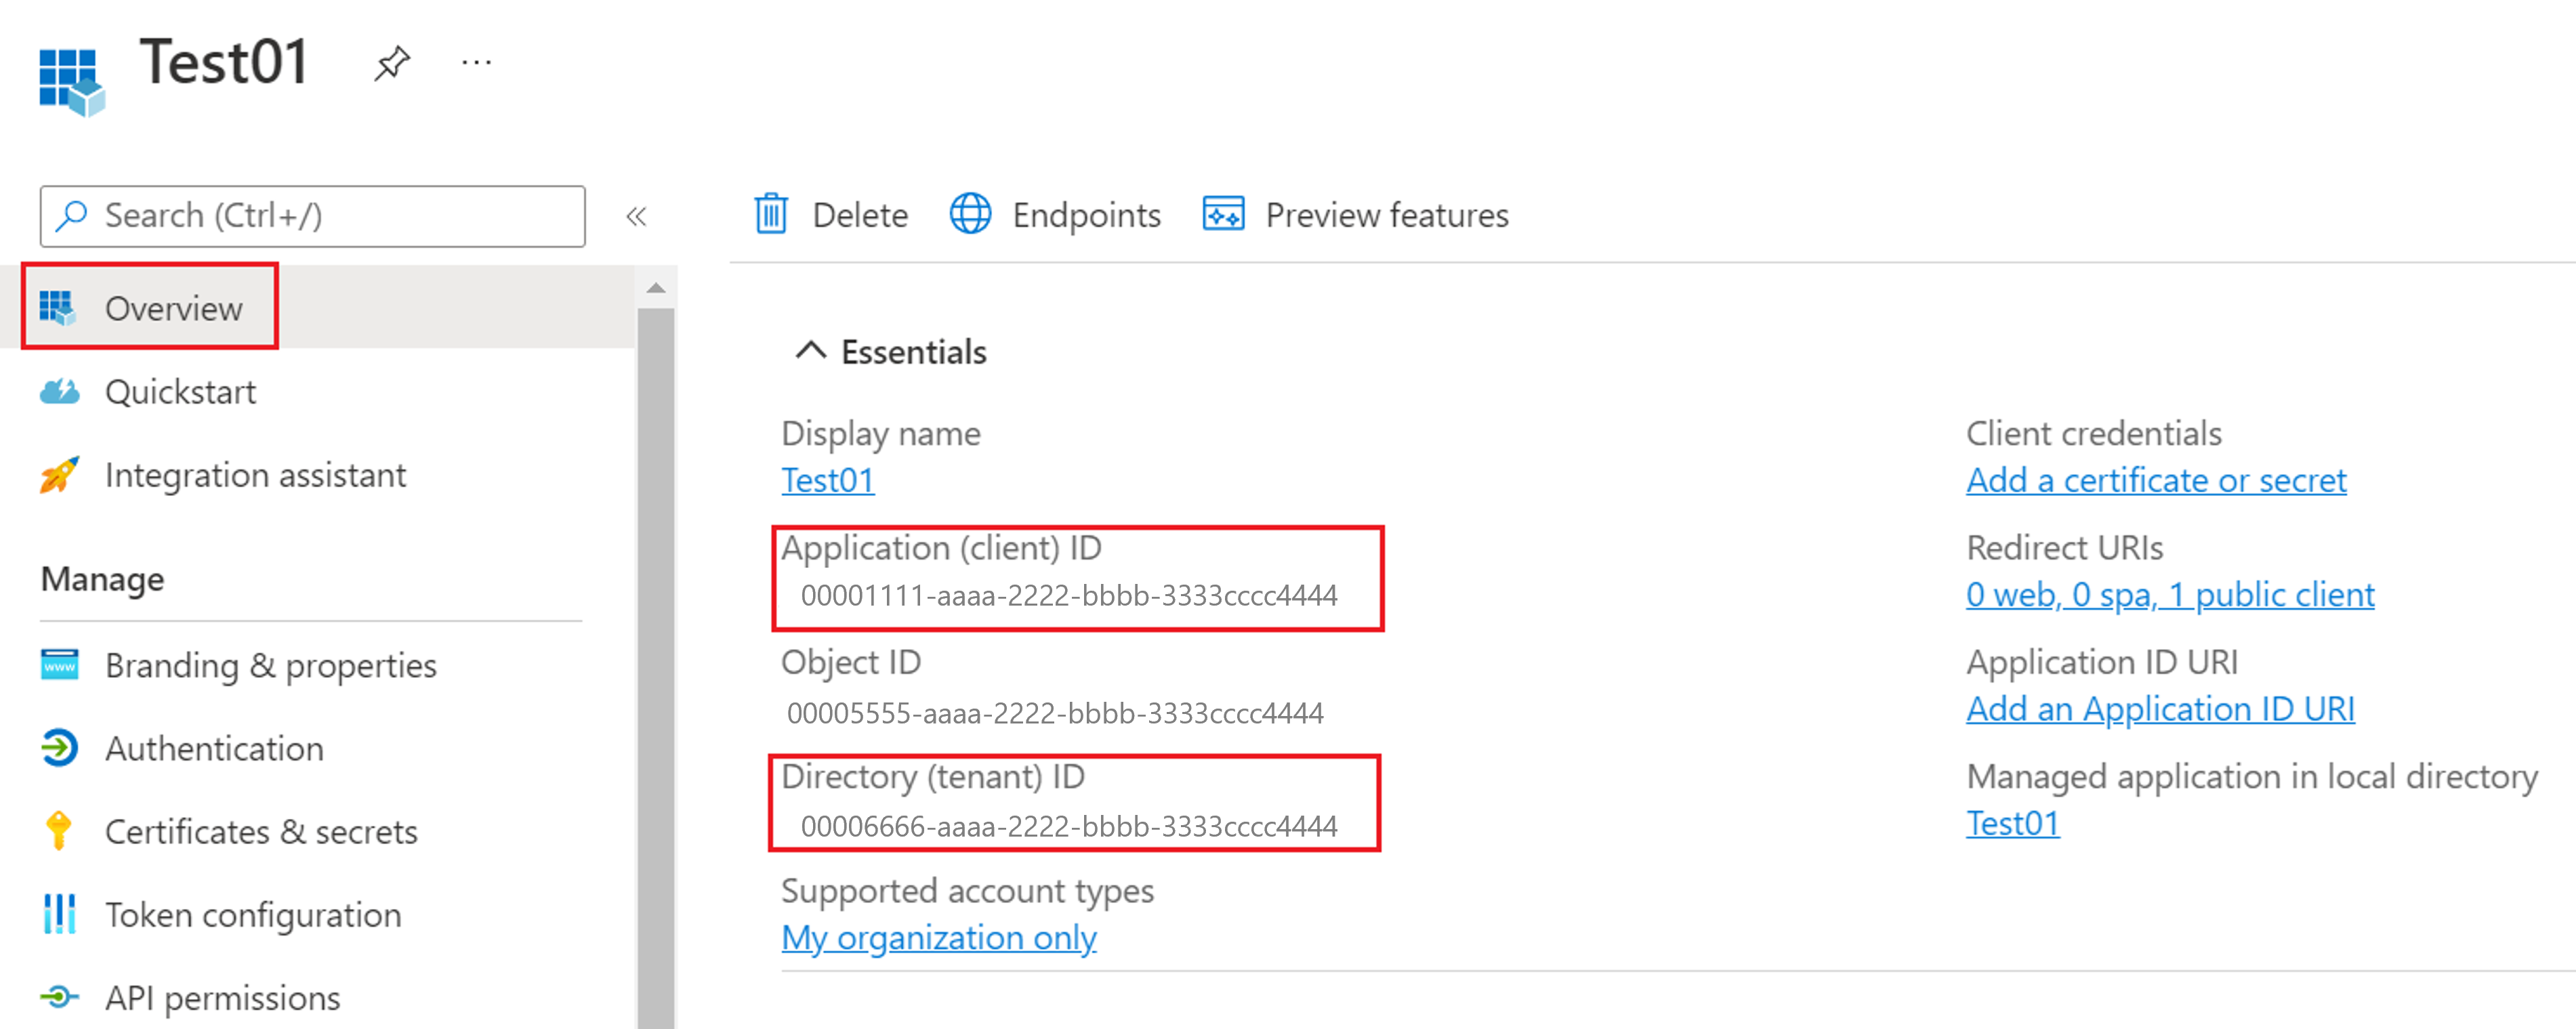 Test01
Search (Ctrl+/)
Overview
Quickstart
Integration assistant
Manage
Branding & properties
Authentication
Certificates & secrets
Token configuration
API permissions
Delete Endpoints Preview features
Essentials
Display name
Test01
Application (client) ID
00001111-aaaa-2222-bbbb-3333cccc4444
Object ID
00005555-aaaa-2222-bbbb-3333cccc4444
Directory (tenant) ID
00006666-aaaa-2222-bbbb-3333cccc4444
Supported account types
My organization only
Client credentials
Add a certificate or secret
Redirect URIs
0 web, 0 spa, 1 public client
Application ID URI
Add an Application ID URI
Managed application in local directory
Test01